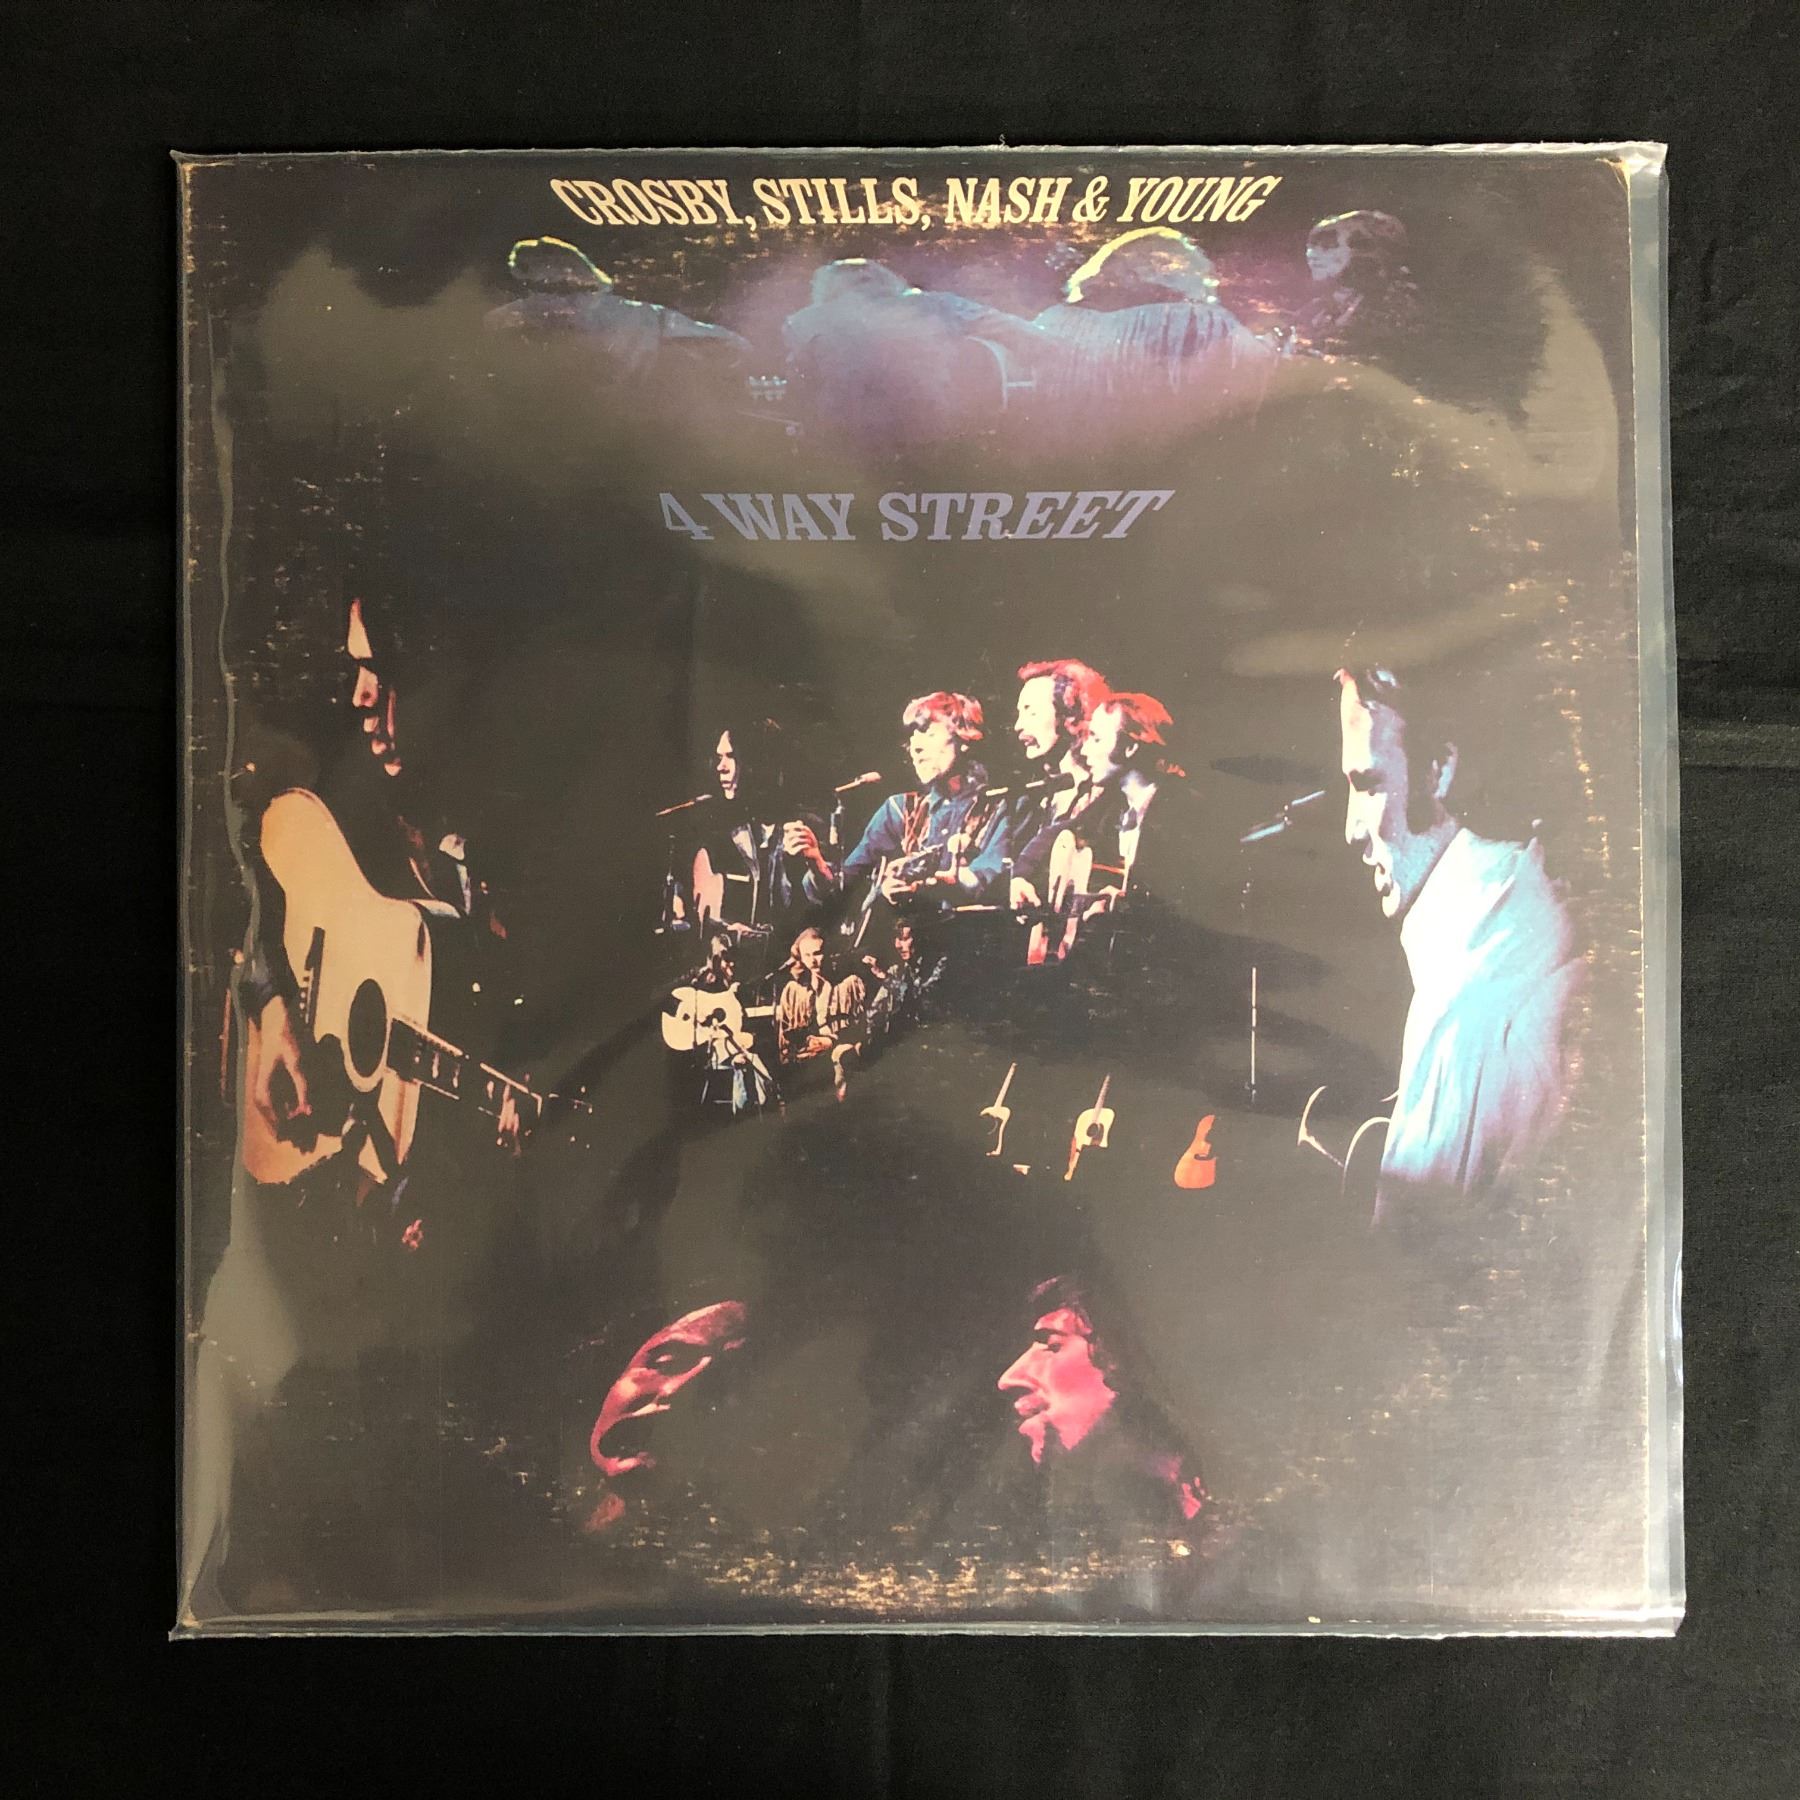 CROSBY, STILLS, NASH & YOUNG
4 WAY STREET